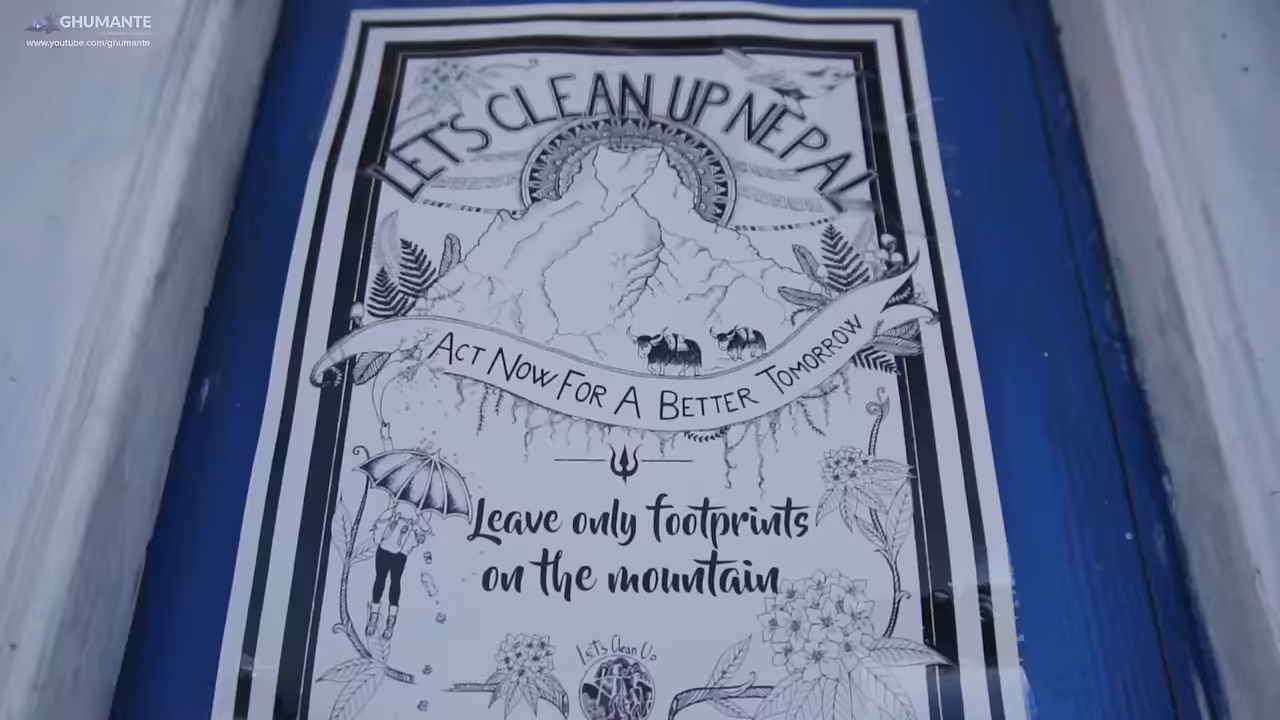 GHUMANTE
www.youtube.com/ghumante
LET'S CLEAN UP NEPAL
ACT NOW FOR A BETTER TOMORROW
Leave only footprints
on the mountain
Let's Clean Up